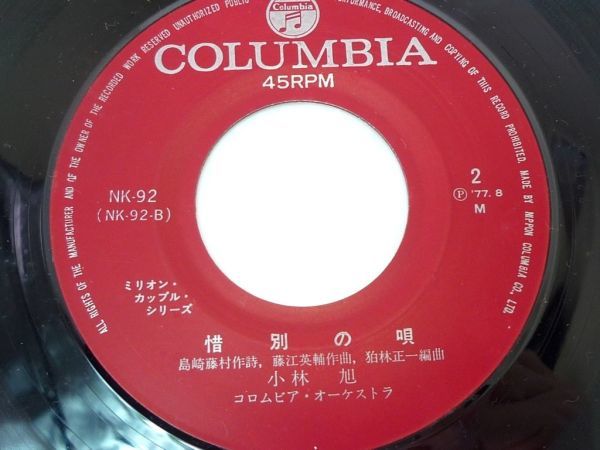 Columbia
COLUMBIA
45RPM
NK-92
(NK-92-B)
2
Ⓟ '77.8
M
ミリオン・
カップル・
シリーズ
惜別の唄
島崎藤村作詩, 藤江英輔作曲, 狛林正一編曲
小林 旭
コロムビア・オーケストラ
ALL RIGHTS OF THE MANUFACTURER AND OF THE OWNER OF THE RECORDED WORK RESERVED UNAUTHORIZED PUBLIC PERFORMANCE, BROADCASTING AND COPYING OF THIS RECORD PROHIBITED. MADE BY NIPPON COLUMBIA CO., LTD.